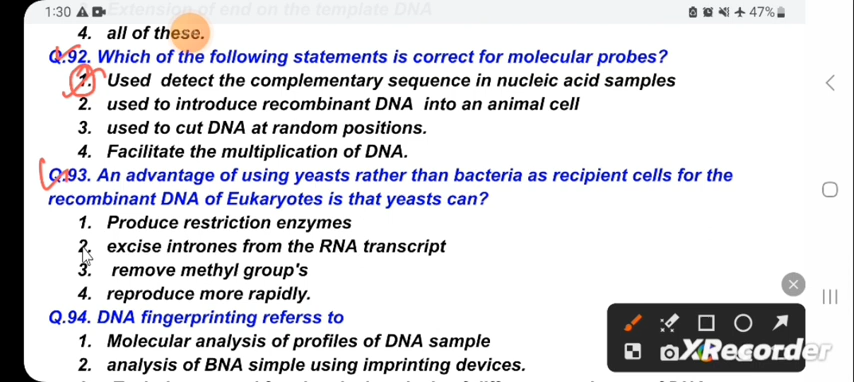 1:30 47%
Extension of end on the template DNA
4. all of these.
Q.92. Which of the following statements is correct for molecular probes?
1. Used detect the complementary sequence in nucleic acid samples
2. used to introduce recombinant DNA into an animal cell
3. used to cut DNA at random positions.
4. Facilitate the multiplication of DNA.
Q.93. An advantage of using yeasts rather than bacteria as recipient cells for the
recombinant DNA of Eukaryotes is that yeasts can?
1. Produce restriction enzymes
2. excise intrones from the RNA transcript
3. remove methyl group's
4. reproduce more rapidly.
Q.94. DNA fingerprinting referss to
1. Molecular analysis of profiles of DNA sample
2. analysis of BNA simple using imprinting devices.
XRecorder